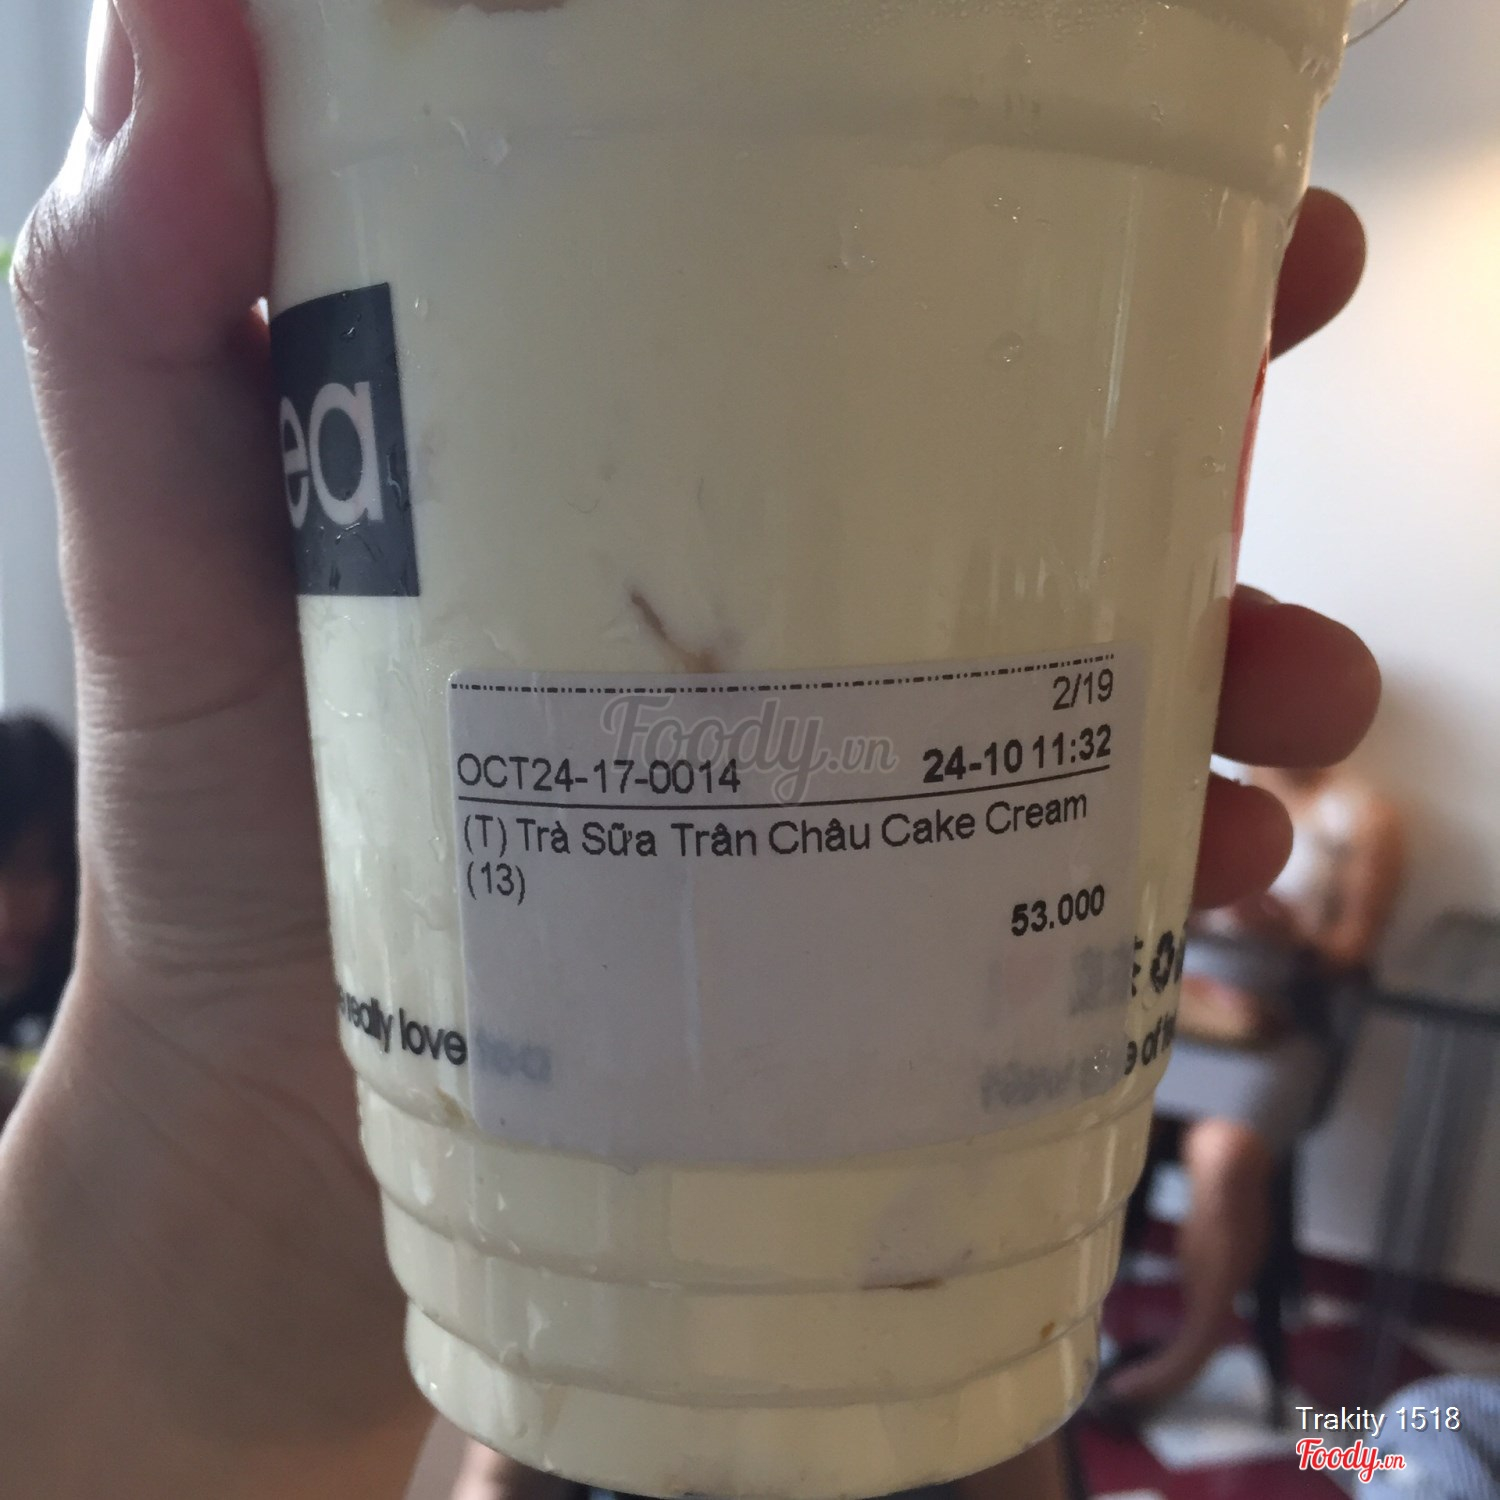 ea
2/19
OCT24-17-0014 24-10 11:32
(T) Trà Sữa Trân Châu Cake Cream
(13)
53.000
really love tea
of
Foody.vn
Trakity 1518
Foody.vn